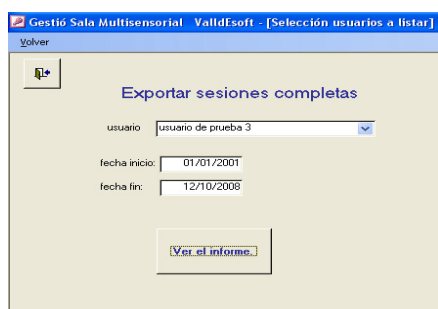 Gestió Sala Multisensorial ValldEsoft - [Selección usuarios a listar]
Volver
Exportar sesiones completas
usuario usuario de prueba 3
fecha inicio: 01/01/2001
fecha fin: 12/10/2008
Ver el informe.